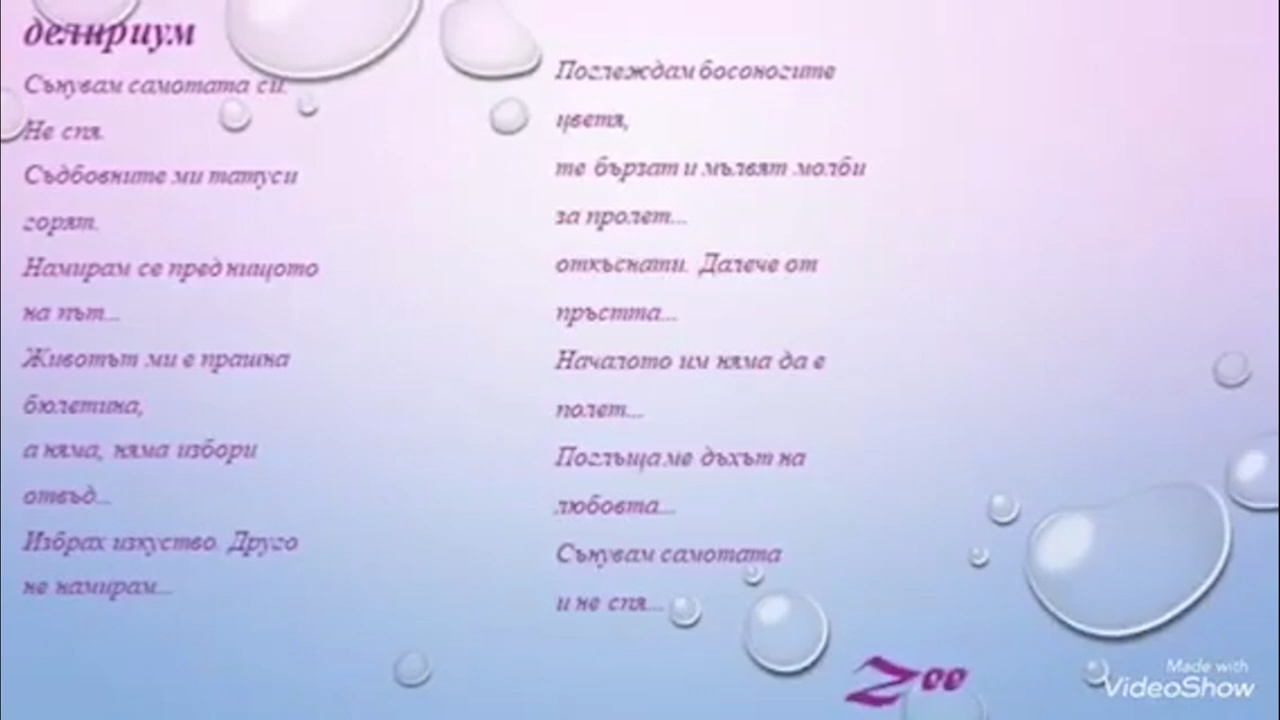 делириум
Сънувам самотата си.
Не спя.
Съдбовните ми татуси
горят.
Намирам се пред нищото
на път...
Животът ми е прашна
бюлетина,
а няма, няма избори
отвъд...
Избрах изкуство. Друго
не намирам...
Поглеждам босоногите
цветя,
те бързат и мълвят молби
за пролет...
откъснати. Далече от
пръстта...
Началото им няма да е
полет...
Поглъща ме дъхът на
любовта...
Сънувам самотата
и не спя...
Zee
Made with
VideoShow